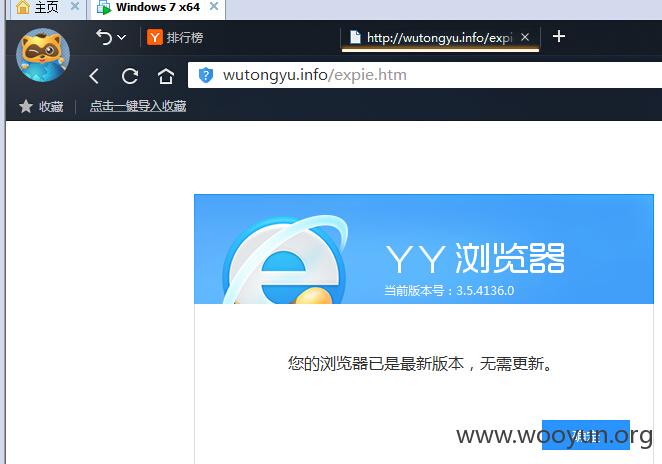 主页
Windows 7 x64
排行榜
http://wutongyu.info/expi
wutongyu.info/expie.htm
收藏
点击一键导入收藏
YY 浏览器
当前版本号：3.5.4136.0
您的浏览器已是最新版本，无需更新。
确定
www.wooyun.org